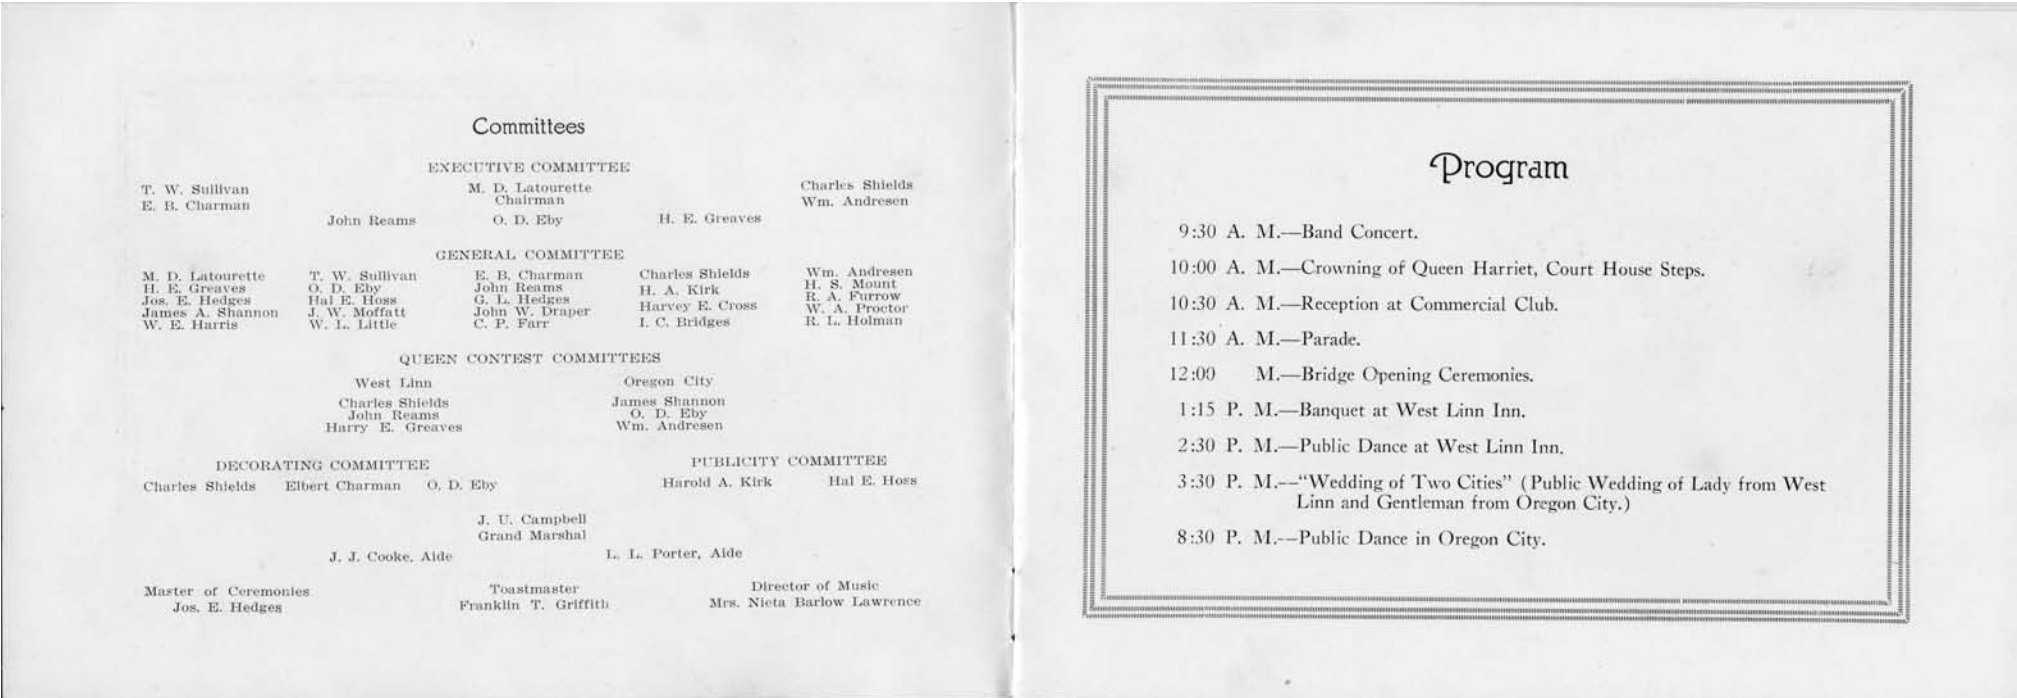 Committees
EXECUTIVE COMMITTEE
T. W. Sullivan M. D. Latourette Charles Shields
E. B. Charman Chairman Wm. Andresen
John Reams O. D. Eby H. E. Greaves
GENERAL COMMITTEE
M. D. Latourette T. W. Sullivan E. B. Charman Charles Shields Wm. Andresen
H. E. Greaves O. D. Eby John Reams H. A. Kirk H. S. Mount
Jos. E. Hedges Hal E. Hoss G. L. Hedges Harvey E. Cross R. A. Furrow
James A. Shannon J. W. Moffatt John W. Draper I. C. Bridges W. A. Proctor
W. E. Harris W. L. Little C. P. Farr R. L. Holman
QUEEN CONTEST COMMITTEES
West Linn Oregon City
Charles Shields James Shannon
John Reams O. D. Eby
Harry E. Greaves Wm. Andresen
DECORATING COMMITTEE PUBLICITY COMMITTEE
Charles Shields Elbert Charman O. D. Eby Harold A. Kirk Hal E. Hoss
J. U. Campbell
Grand Marshal
J. J. Cooke, Aide L. L. Porter, Aide
Master of Ceremonies Toastmaster Director of Music
Jos. E. Hedges Franklin T. Griffith Mrs. Nieta Barlow Lawrence
Program
9:30 A. M.—Band Concert.
10:00 A. M.—Crowning of Queen Harriet, Court House Steps.
10:30 A. M.—Reception at Commercial Club.
11:30 A. M.—Parade.
12:00 M.—Bridge Opening Ceremonies.
1:15 P. M.—Banquet at West Linn Inn.
2:30 P. M.—Public Dance at West Linn Inn.
3:30 P. M.—"Wedding of Two Cities" (Public Wedding of Lady from West
Linn and Gentleman from Oregon City.)
8:30 P. M.—Public Dance in Oregon City.